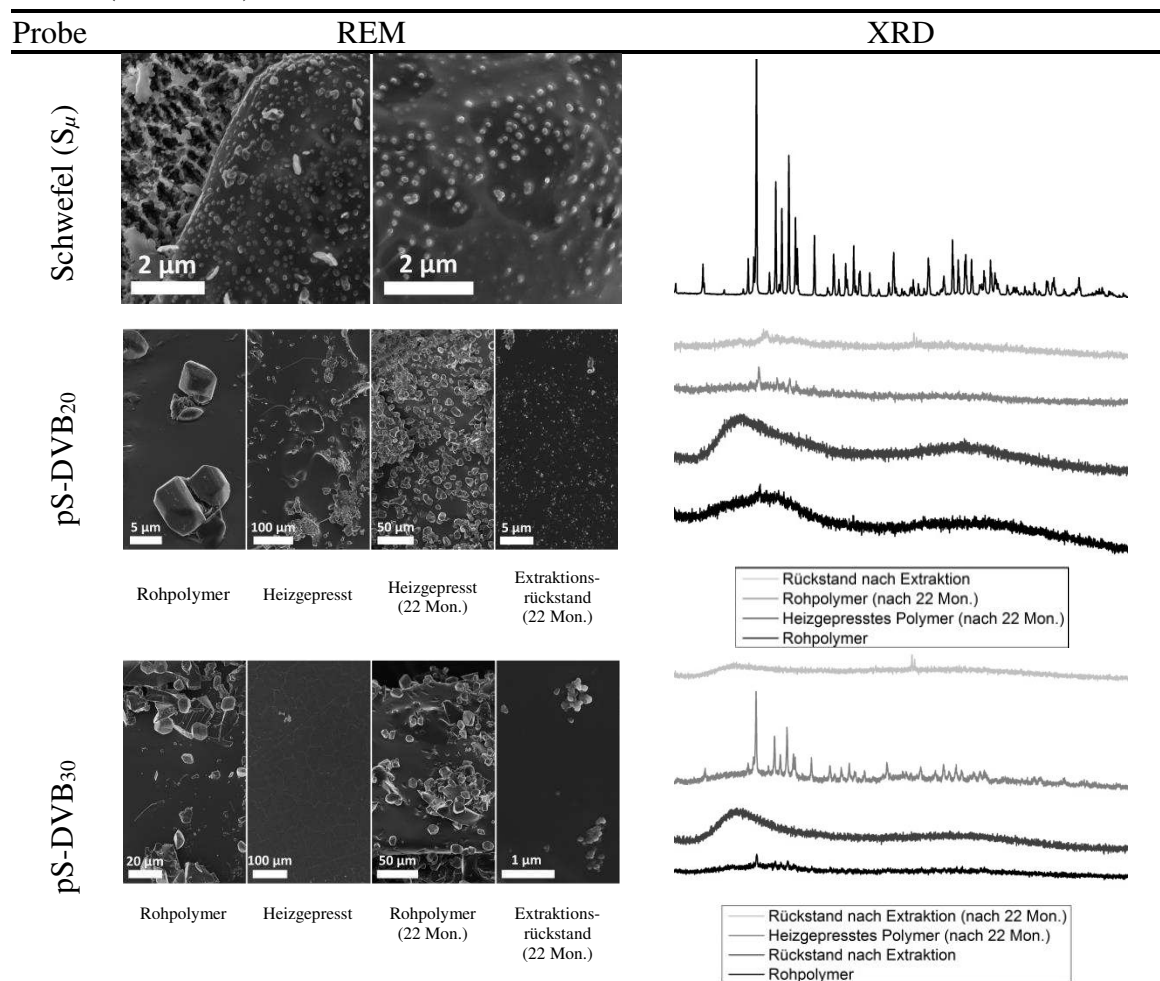 Probe REM XRD
Schwefel (Sμ)
2 μm 2 μm
pS-DVB20
5 μm 100 μm 50 μm 5 μm
Rohpolymer Heizgepresst Heizgepresst (22 Mon.) Extraktions-rückstand (22 Mon.)
Rückstand nach Extraktion
Rohpolymer (nach 22 Mon.)
Heizgepresstes Polymer (nach 22 Mon.)
Rohpolymer
pS-DVB30
20 μm 100 μm 50 μm 1 μm
Rohpolymer Heizgepresst Rohpolymer (22 Mon.) Extraktions-rückstand (22 Mon.)
Rückstand nach Extraktion (nach 22 Mon.)
Heizgepresstes Polymer (nach 22 Mon.)
Rückstand nach Extraktion
Rohpolymer